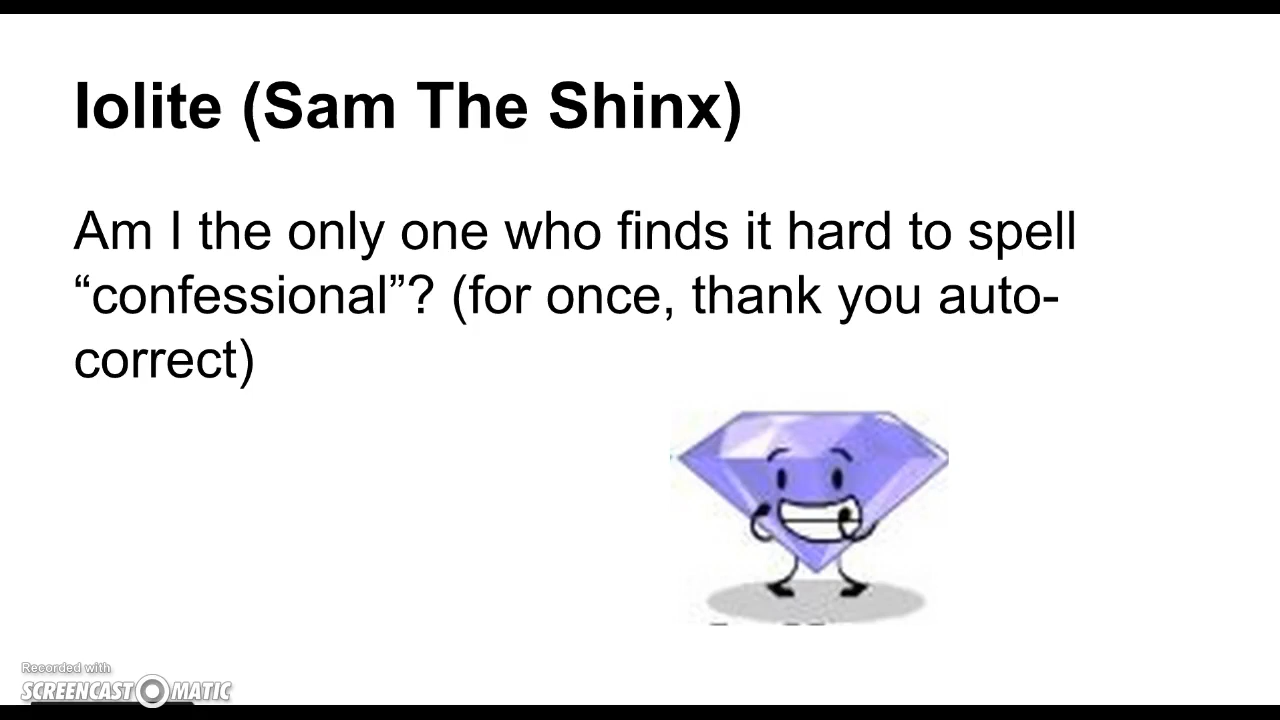 Iolite (Sam The Shinx)
Am I the only one who finds it hard to spell
“confessional”? (for once, thank you auto-
correct)
Recorded with
SCREENCAST MATIC